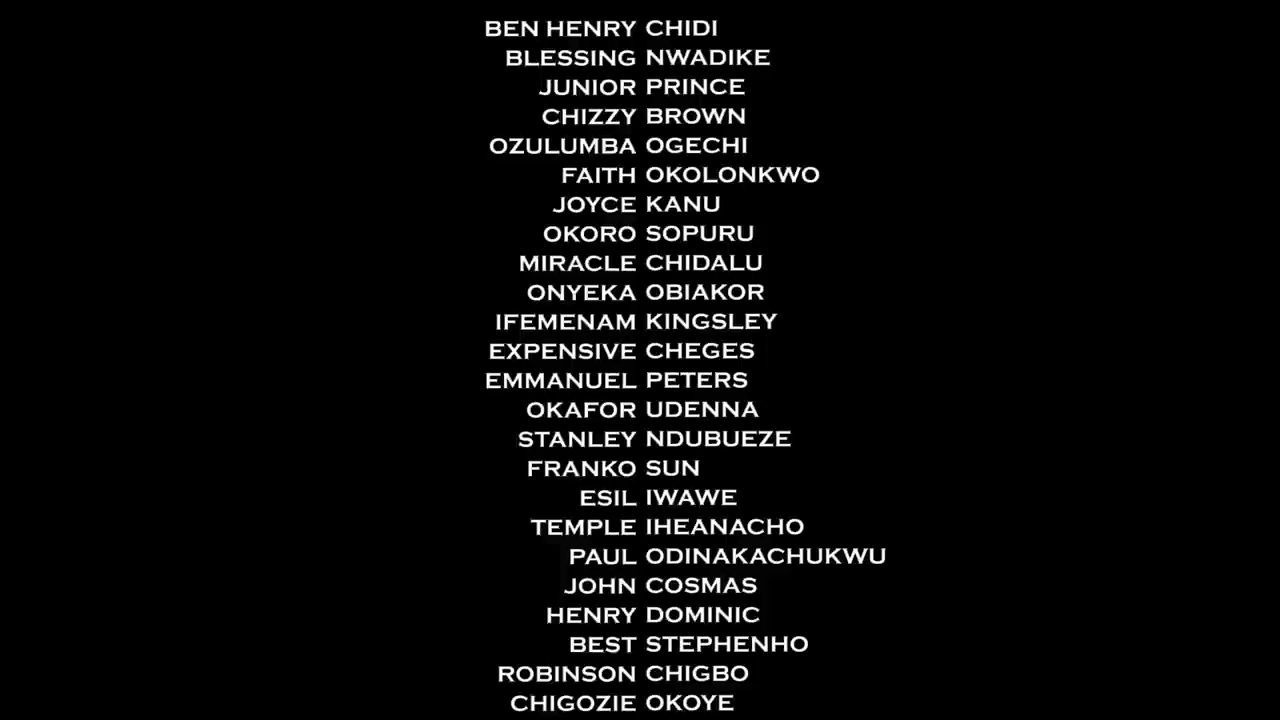 BEN HENRY CHIDI
BLESSING NWADIKE
JUNIOR PRINCE
CHIZZY BROWN
OZULUMBA OGECHI
FAITH OKOLONKWO
JOYCE KANU
OKORO SOPURU
MIRACLE CHIDALU
ONYEKA OBIAKOR
IFEMENAM KINGSLEY
EXPENSIVE CHEGES
EMMANUEL PETERS
OKAFOR UDENNA
STANLEY NDUBUEZE
FRANKO SUN
ESIL IWAWE
TEMPLE IHEANACHO
PAUL ODINAKACHUKWU
JOHN COSMAS
HENRY DOMINIC
BEST STEPHENHO
ROBINSON CHIGBO
CHIGOZIE OKOYE